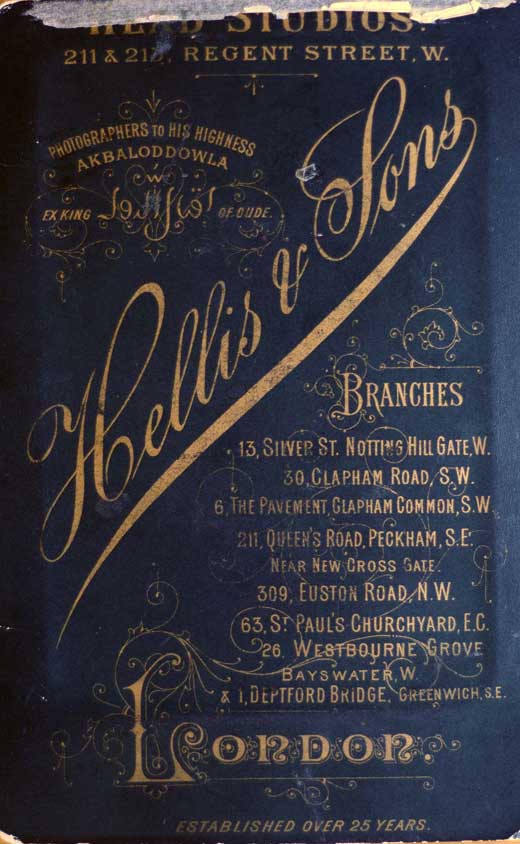 HEAD STUDIOS.
211 & 213, REGENT STREET, W.
PHOTOGRAPHERS TO HIS HIGHNESS
AKBALODDOWLA
EX KING اقبال الدوله OF OUDE.
Hellis & Sons
BRANCHES
13, SILVER ST. NOTTING HILL GATE, W.
30, CLAPHAM ROAD, S.W.
6, THE PAVEMENT, CLAPHAM COMMON, S.W.
211, QUEEN'S ROAD, PECKHAM, S.E.
NEAR NEW CROSS GATE.
309, EUSTON ROAD, N.W.
63, ST PAUL'S CHURCHYARD, E.C.
26, WESTBOURNE GROVE
BAYSWATER, W.
& 1, DEPTFORD BRIDGE, GREENWICH, S.E.
LONDON.
ESTABLISHED OVER 25 YEARS.